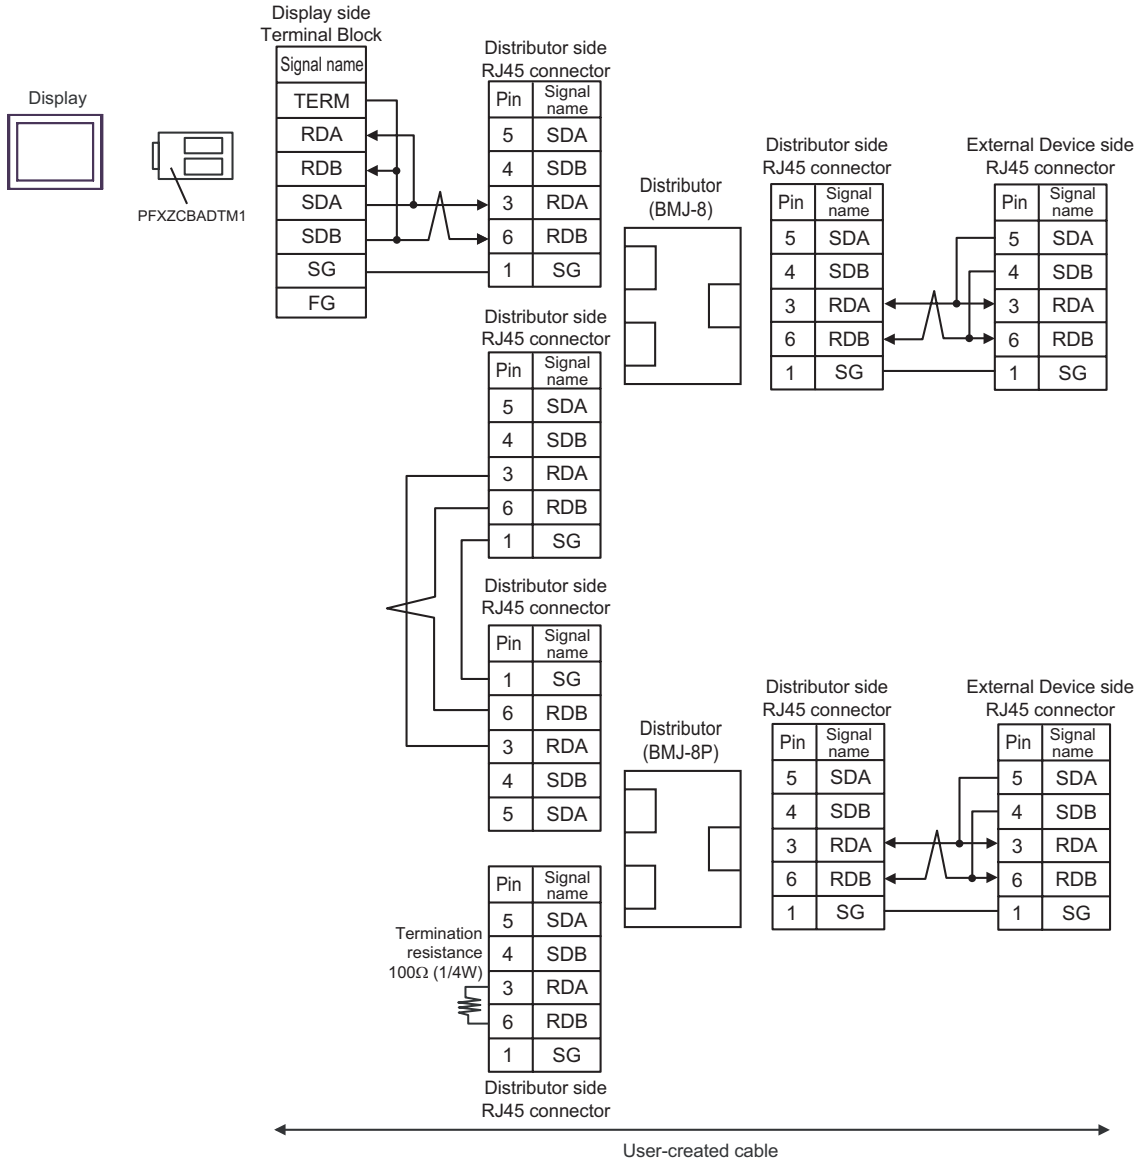 Display side
Terminal Block
Signal name
TERM
RDA
RDB
SDA
SDB
SG
FG
Display
PFXZCBADTM1
Distributor side
RJ45 connector
Pin Signal name
5 SDA
4 SDB
3 RDA
6 RDB
1 SG
Distributor
(BMJ-8)
Distributor side
RJ45 connector
Pin Signal name
5 SDA
4 SDB
3 RDA
6 RDB
1 SG
External Device side
RJ45 connector
Pin Signal name
5 SDA
4 SDB
3 RDA
6 RDB
1 SG
Distributor side
RJ45 connector
Pin Signal name
5 SDA
4 SDB
3 RDA
6 RDB
1 SG
Distributor side
RJ45 connector
Pin Signal name
1 SG
6 RDB
3 RDA
4 SDB
5 SDA
Distributor
(BMJ-8P)
Distributor side
RJ45 connector
Pin Signal name
5 SDA
4 SDB
3 RDA
6 RDB
1 SG
External Device side
RJ45 connector
Pin Signal name
5 SDA
4 SDB
3 RDA
6 RDB
1 SG
Termination
resistance
100Ω (1/4W)
Pin Signal name
5 SDA
4 SDB
3 RDA
6 RDB
1 SG
Distributor side
RJ45 connector
User-created cable